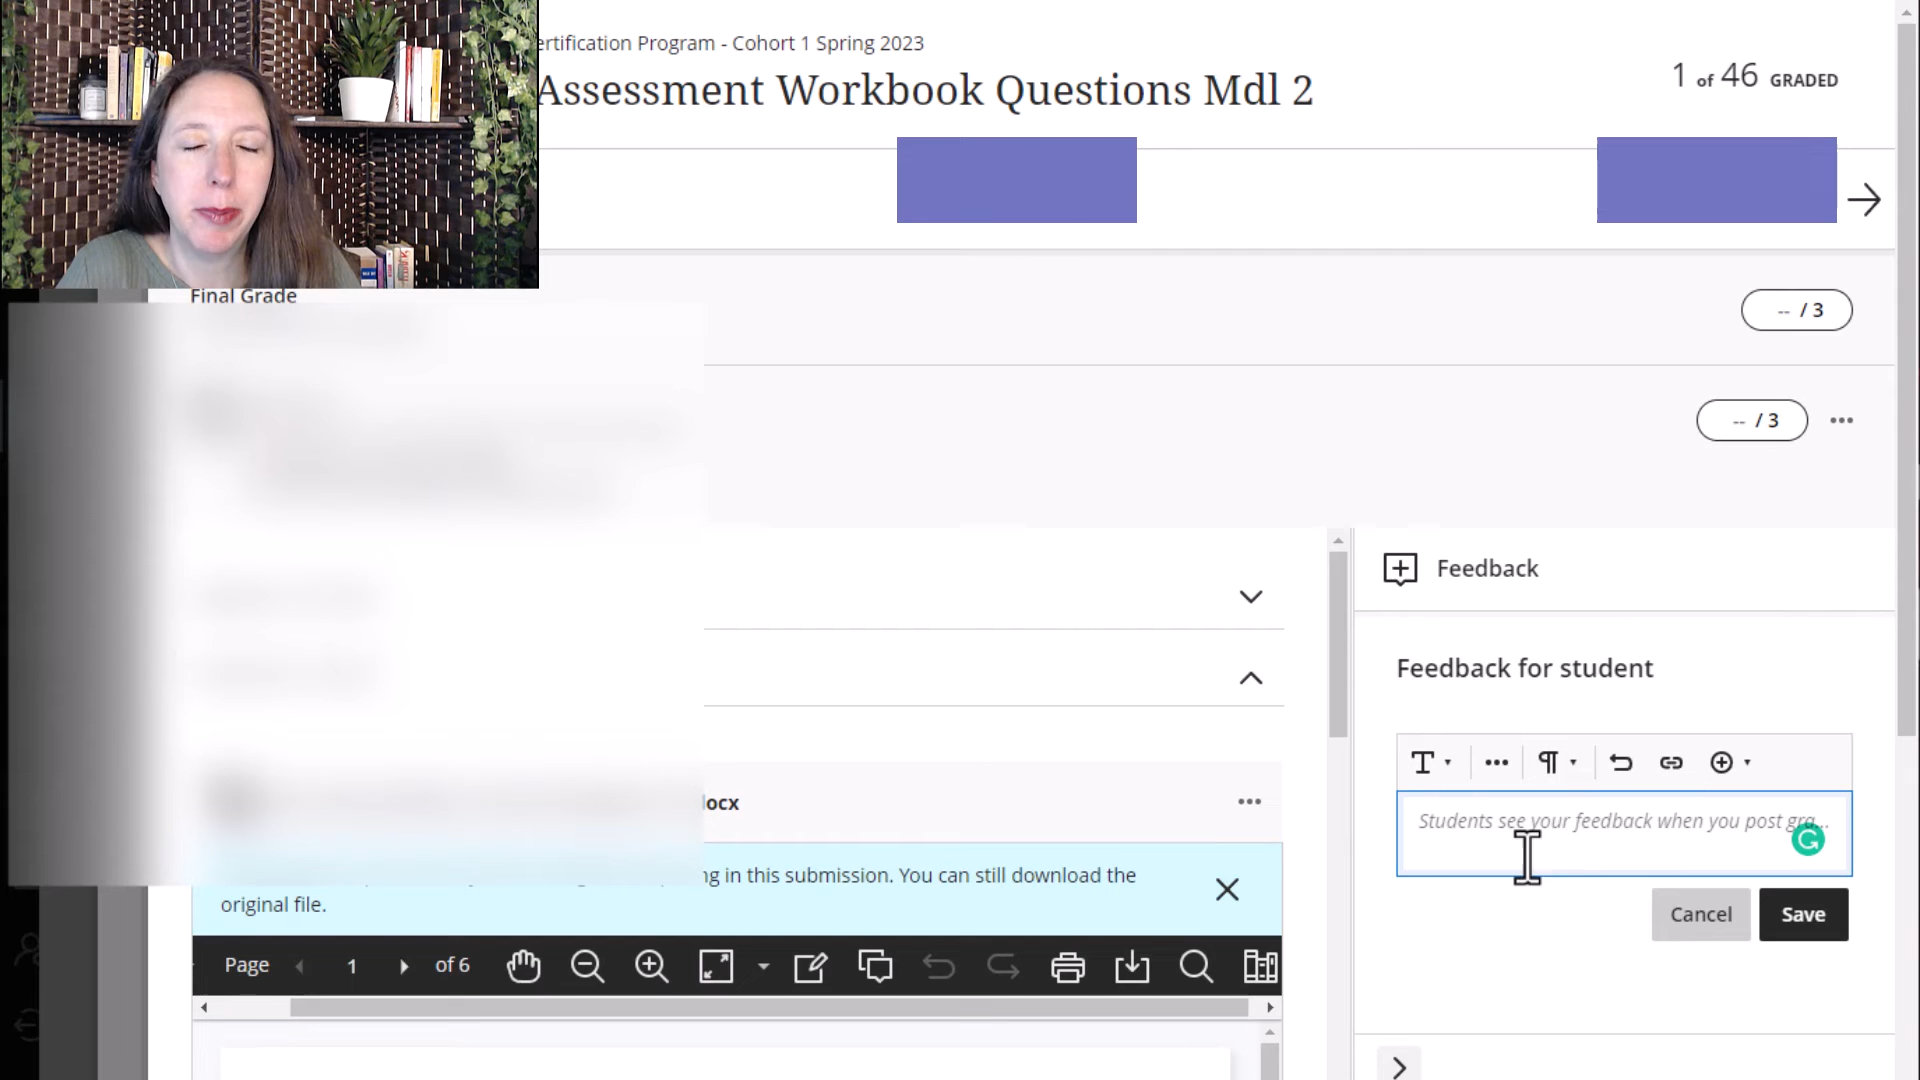 ertification Program - Cohort 1 Spring 2023
Assessment Workbook Questions Mdl 2
1 of 46 GRADED
Final Grade
-- / 3
-- / 3
Feedback
Feedback for student
Students see your feedback when you post gra...
Cancel
Save
ocx
ng in this submission. You can still download the
original file.
Page 1 of 6